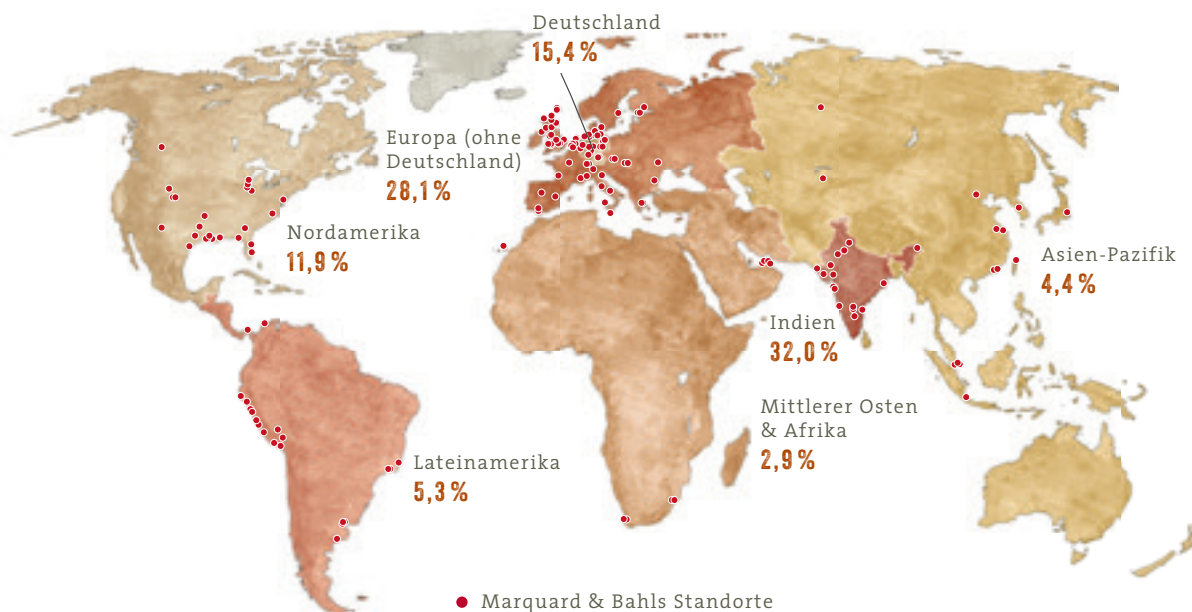 Deutschland
15,4 %
Europa (ohne
Deutschland)
28,1 %
Nordamerika
11,9 %
Asien-Pazifik
4,4 %
Indien
32,0 %
Mittlerer Osten
& Afrika
2,9 %
Lateinamerika
5,3 %
Marquard & Bahls Standorte